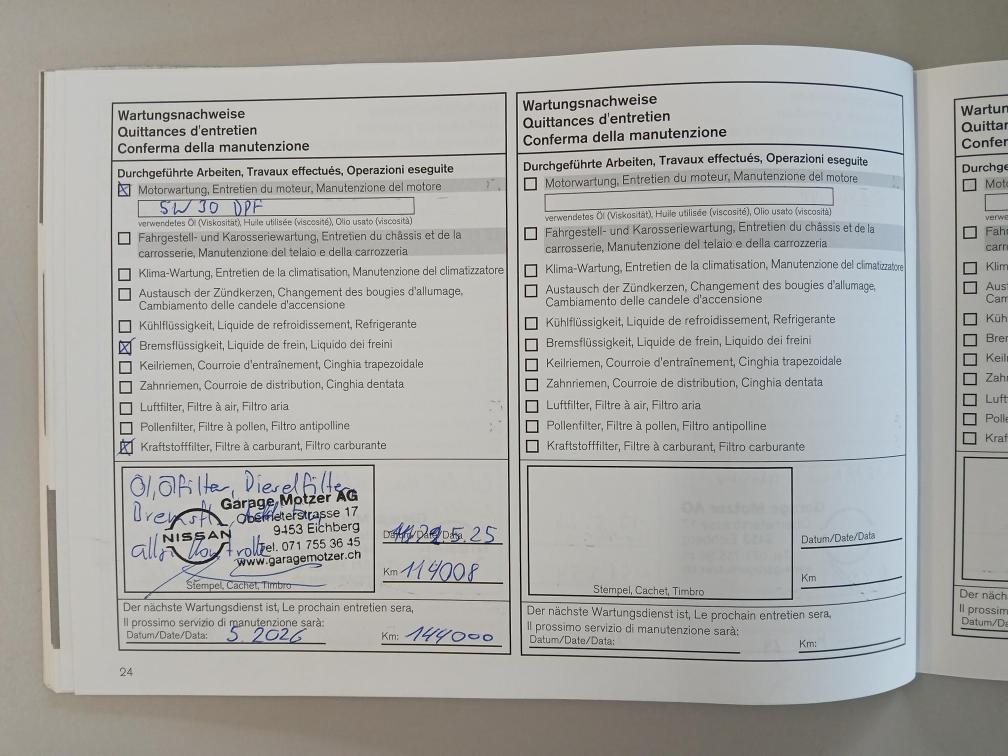 Wartungsnachweise
Quittances d'entretien
Conferma della manutenzione
Durchgeführte Arbeiten, Travaux effectués, Operazioni eseguite
Motorwartung, Entretien du moteur, Manutenzione del motore
5W30 DPF
verwendetes Öl (Viskosität), Huile utilisée (viscosité), Olio usato (viscosità)
Fahrgestell- und Karosseriewartung, Entretien du châssis et de la
carrosserie, Manutenzione del telaio e della carrozzeria
Klima-Wartung, Entretien de la climatisation, Manutenzione del climatizzatore
Austausch der Zündkerzen, Changement des bougies d'allumage,
Cambiamento delle candele d'accensione
Kühlflüssigkeit, Liquide de refroidissement, Refrigerante
Bremsflüssigkeit, Liquide de frein, Liquido dei freini
Keilriemen, Courroie d'entraînement, Cinghia trapezoidale
Zahnriemen, Courroie de distribution, Cinghia dentata
Luftfilter, Filtre à air, Filtro aria
Pollenfilter, Filtre à pollen, Filtro antipolline
Kraftstofffilter, Filtre à carburant, Filtro carburante
Öl, Ölfilter, Dieselfilter,
Bremsfl.,
allg. Kontrolle
Garage Motzer AG
Oberrieterstrasse 17
9453 Eichberg
Tel. 071 755 36 45
www.garagemotzer.ch
NISSAN
Stempel, Cachet, Timbro
Datum/Date/Data
5.25
Km 114008
Der nächste Wartungsdienst ist, Le prochain entretien sera,
Il prossimo servizio di manutenzione sarà:
Datum/Date/Data: 5.2026 Km: 144000
24
Wartungsnachweise
Quittances d'entretien
Conferma della manutenzione
Durchgeführte Arbeiten, Travaux effectués, Operazioni eseguite
Motorwartung, Entretien du moteur, Manutenzione del motore
verwendetes Öl (Viskosität), Huile utilisée (viscosité), Olio usato (viscosità)
Fahrgestell- und Karosseriewartung, Entretien du châssis et de la
carrosserie, Manutenzione del telaio e della carrozzeria
Klima-Wartung, Entretien de la climatisation, Manutenzione del climatizzatore
Austausch der Zündkerzen, Changement des bougies d'allumage,
Cambiamento delle candele d'accensione
Kühlflüssigkeit, Liquide de refroidissement, Refrigerante
Bremsflüssigkeit, Liquide de frein, Liquido dei freini
Keilriemen, Courroie d'entraînement, Cinghia trapezoidale
Zahnriemen, Courroie de distribution, Cinghia dentata
Luftfilter, Filtre à air, Filtro aria
Pollenfilter, Filtre à pollen, Filtro antipolline
Kraftstofffilter, Filtre à carburant, Filtro carburante
Stempel, Cachet, Timbro
Datum/Date/Data
Km
Der nächste Wartungsdienst ist, Le prochain entretien sera,
Il prossimo servizio di manutenzione sarà:
Datum/Date/Data: Km: